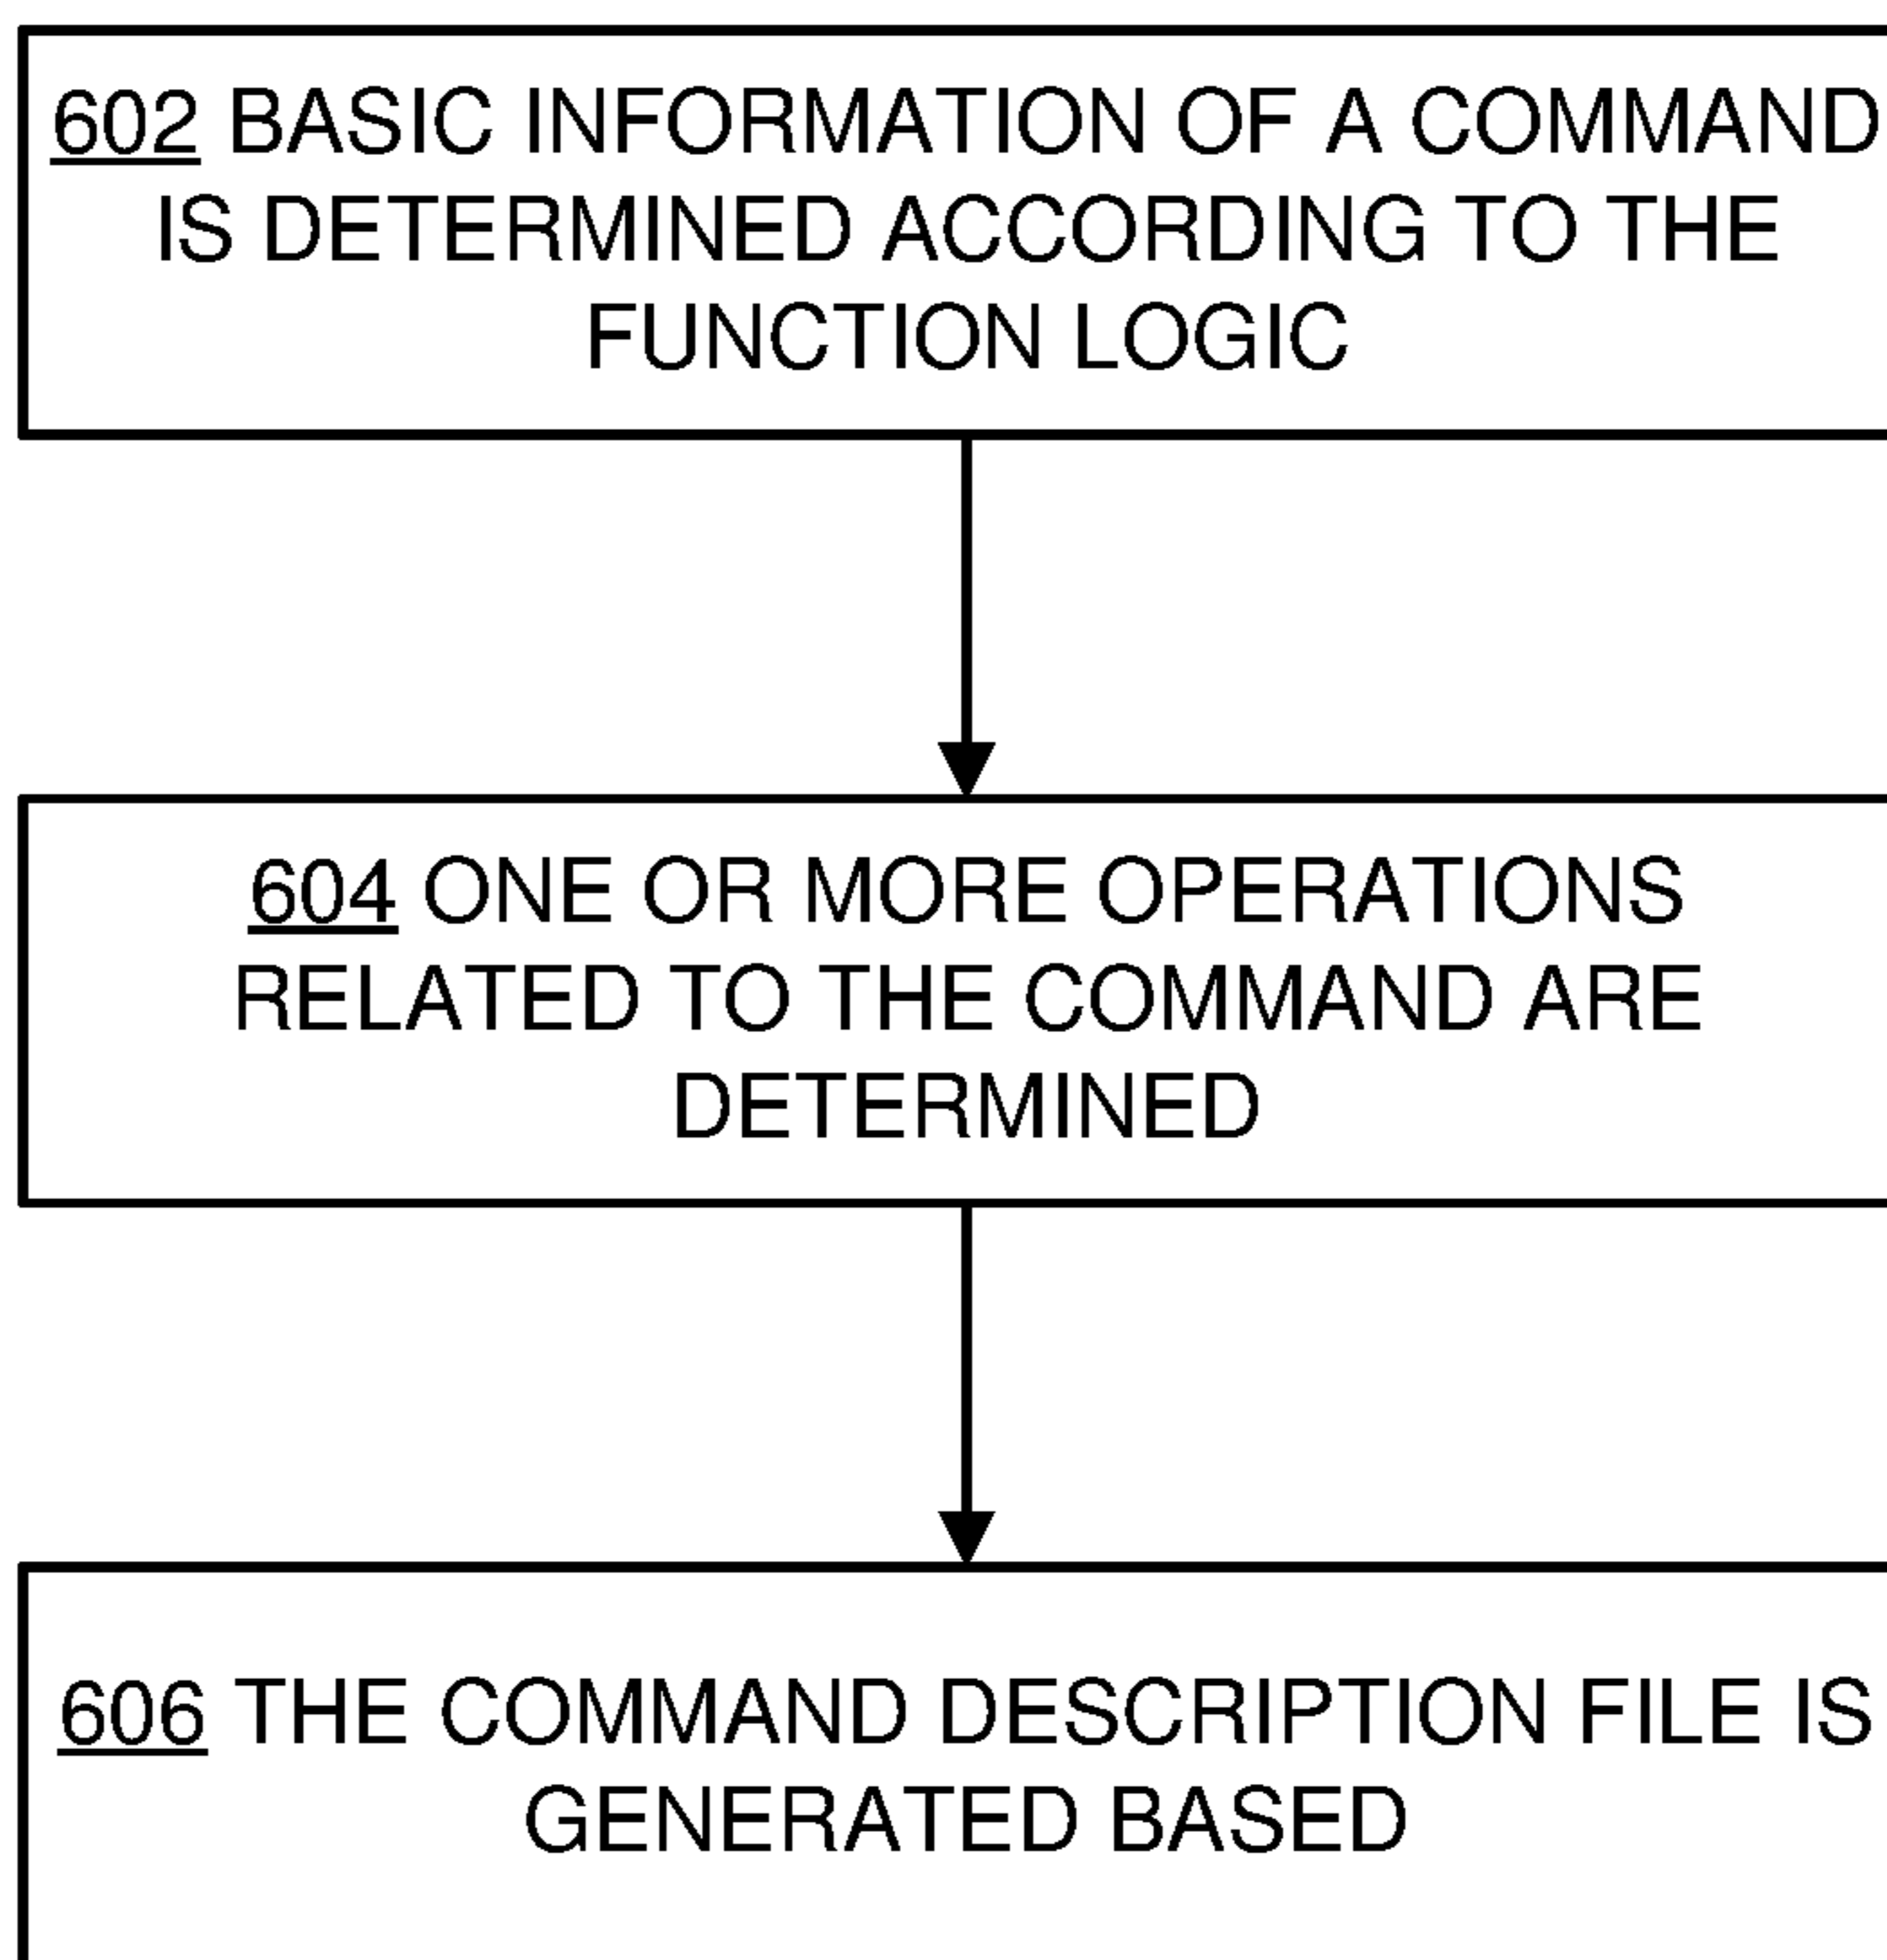 602 BASIC INFORMATION OF A COMMAND
IS DETERMINED ACCORDING TO THE
FUNCTION LOGIC
604 ONE OR MORE OPERATIONS
RELATED TO THE COMMAND ARE
DETERMINED
606 THE COMMAND DESCRIPTION FILE IS
GENERATED BASED